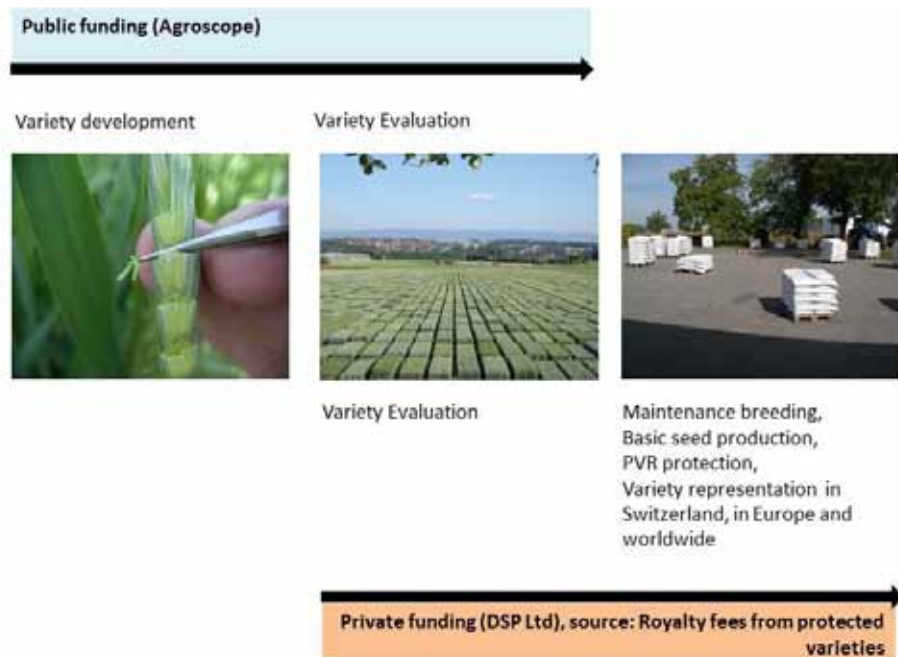 Public funding (Agroscope)
Variety development
Variety Evaluation
Variety Evaluation
Maintenance breeding,
Basic seed production,
PVR protection,
Variety representation in
Switzerland, in Europe and
worldwide
Private funding (DSP Ltd), source: Royalty fees from protected
varieties